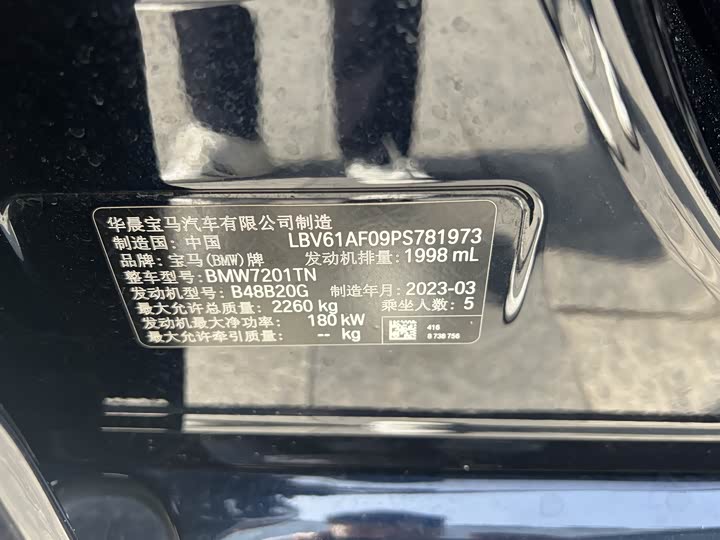 华晨宝马汽车有限公司制造
制造国：中国 LBV61AF09PS781973
品牌：宝马(BMW)牌 发动机排量：1998 mL
整车型号：BMW7201TN
发动机型号：B48B20G 制造年月：2023-03
最大允许总质量：2260 kg 乘坐人数：5
发动机最大净功率：180 kW
最大允许牵引质量：-- kg
416
8 738 756